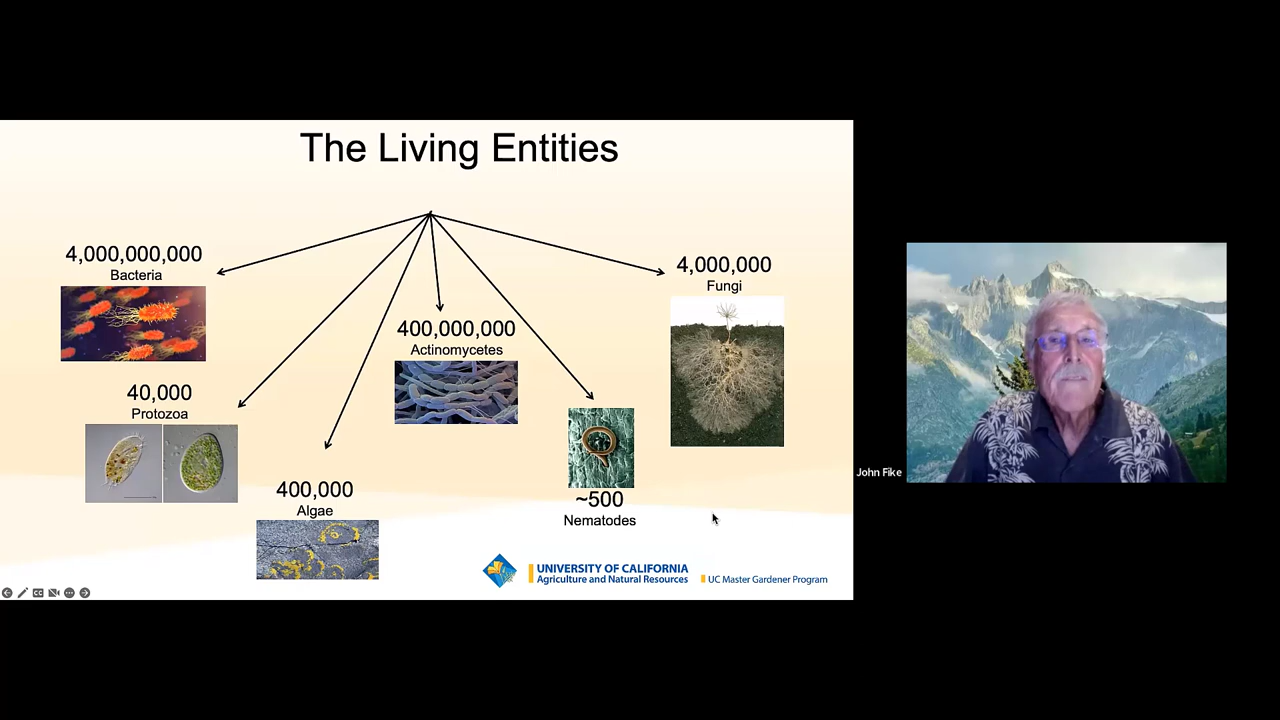 The Living Entities
4,000,000,000
Bacteria
4,000,000
Fungi
400,000,000
Actinomycetes
40,000
Protozoa
400,000
Algae
~500
Nematodes
UNIVERSITY OF CALIFORNIA
Agriculture and Natural Resources
UC Master Gardener Program
John Fike